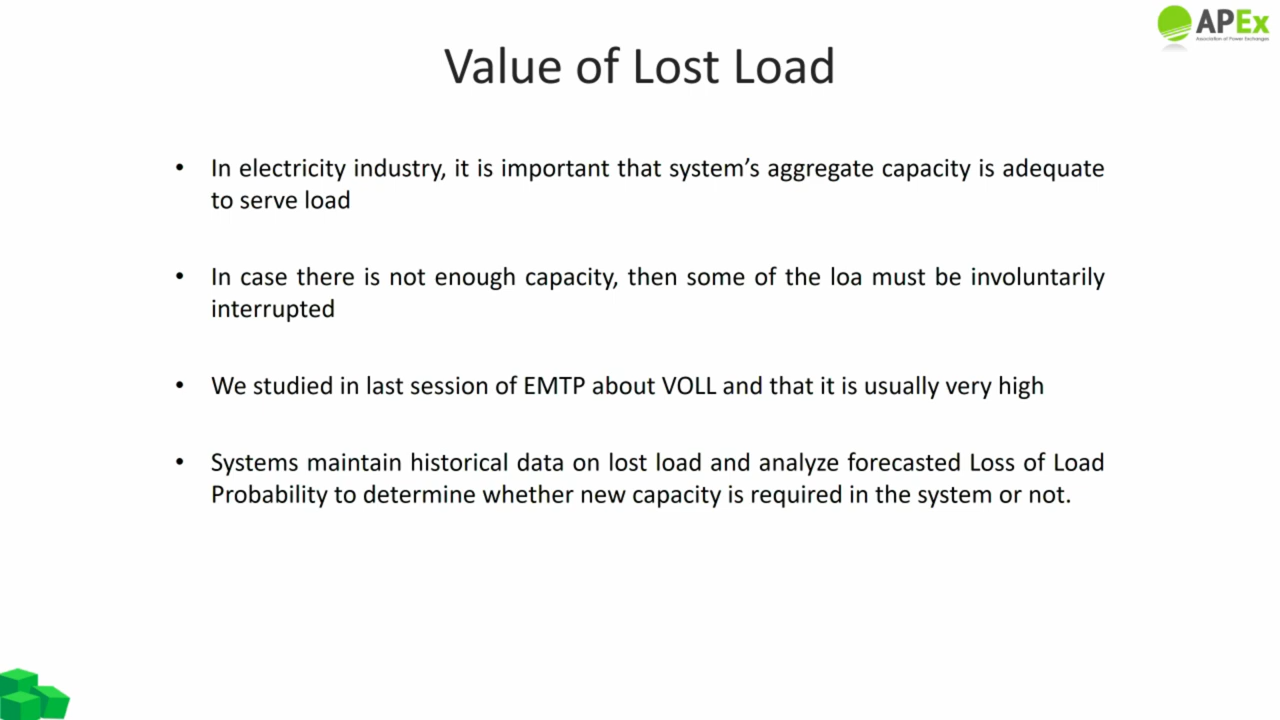 APEx
Association of Power Exchanges
Value of Lost Load
• In electricity industry, it is important that system’s aggregate capacity is adequate
to serve load
• In case there is not enough capacity, then some of the loa must be involuntarily
interrupted
• We studied in last session of EMTP about VOLL and that it is usually very high
• Systems maintain historical data on lost load and analyze forecasted Loss of Load
Probability to determine whether new capacity is required in the system or not.